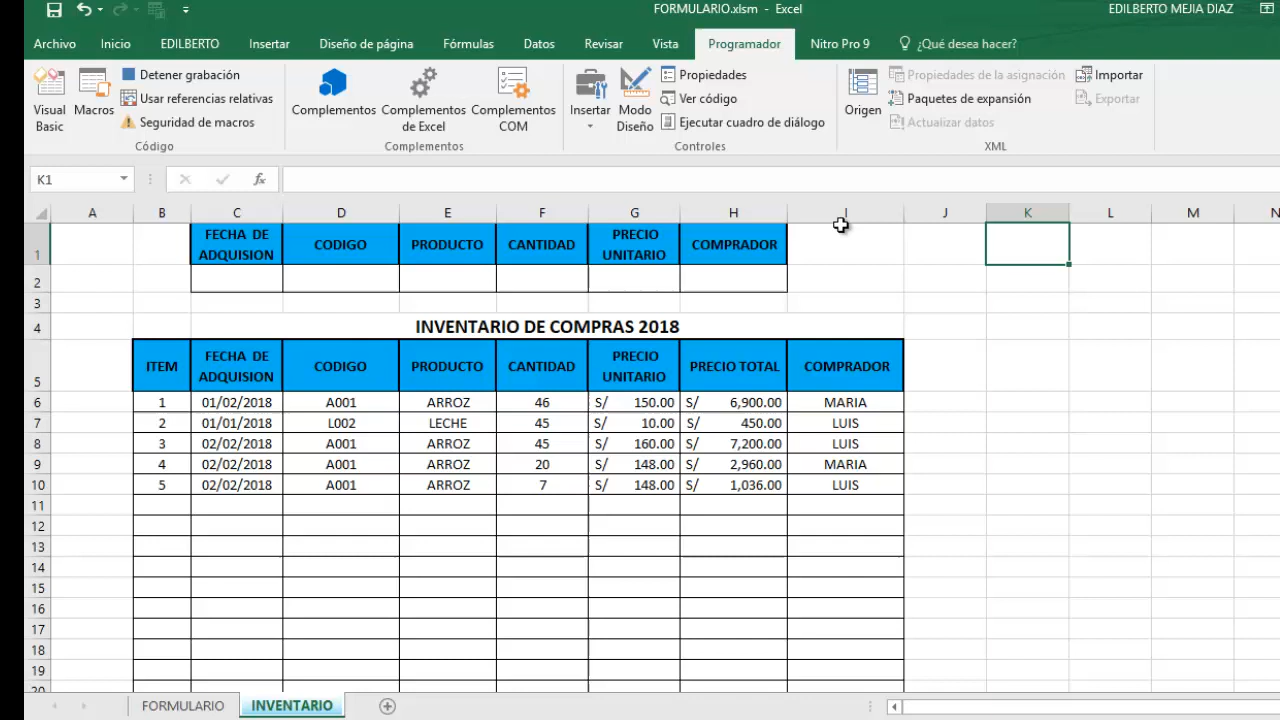 FORMULARIO.xlsm - Excel
EDILBERTO MEJIA DIAZ
Archivo Inicio EDILBERTO Insertar Diseño de página Fórmulas Datos Revisar Vista Programador Nitro Pro 9 ¿Qué desea hacer?
Visual Basic
Macros
Detener grabación
Usar referencias relativas
Seguridad de macros
Código
Complementos
Complementos de Excel
Complementos COM
Complementos
Insertar
Modo Diseño
Propiedades
Ver código
Ejecutar cuadro de diálogo
Controles
Origen
Propiedades de la asignación
Paquetes de expansión
Actualizar datos
Importar
Exportar
XML
K1 fx
A B C D E F G H I J K L M N
1 FECHA DE ADQUISION CODIGO PRODUCTO CANTIDAD PRECIO UNITARIO COMPRADOR
2
3
4 INVENTARIO DE COMPRAS 2018
5 ITEM FECHA DE ADQUISION CODIGO PRODUCTO CANTIDAD PRECIO UNITARIO PRECIO TOTAL COMPRADOR
6 1 01/02/2018 A001 ARROZ 46 S/ 150.00 S/ 6,900.00 MARIA
7 2 01/01/2018 L002 LECHE 45 S/ 10.00 S/ 450.00 LUIS
8 3 02/02/2018 A001 ARROZ 45 S/ 160.00 S/ 7,200.00 LUIS
9 4 02/02/2018 A001 ARROZ 20 S/ 148.00 S/ 2,960.00 MARIA
10 5 02/02/2018 A001 ARROZ 7 S/ 148.00 S/ 1,036.00 LUIS
11
12
13
14
15
16
17
18
19
20
FORMULARIO INVENTARIO